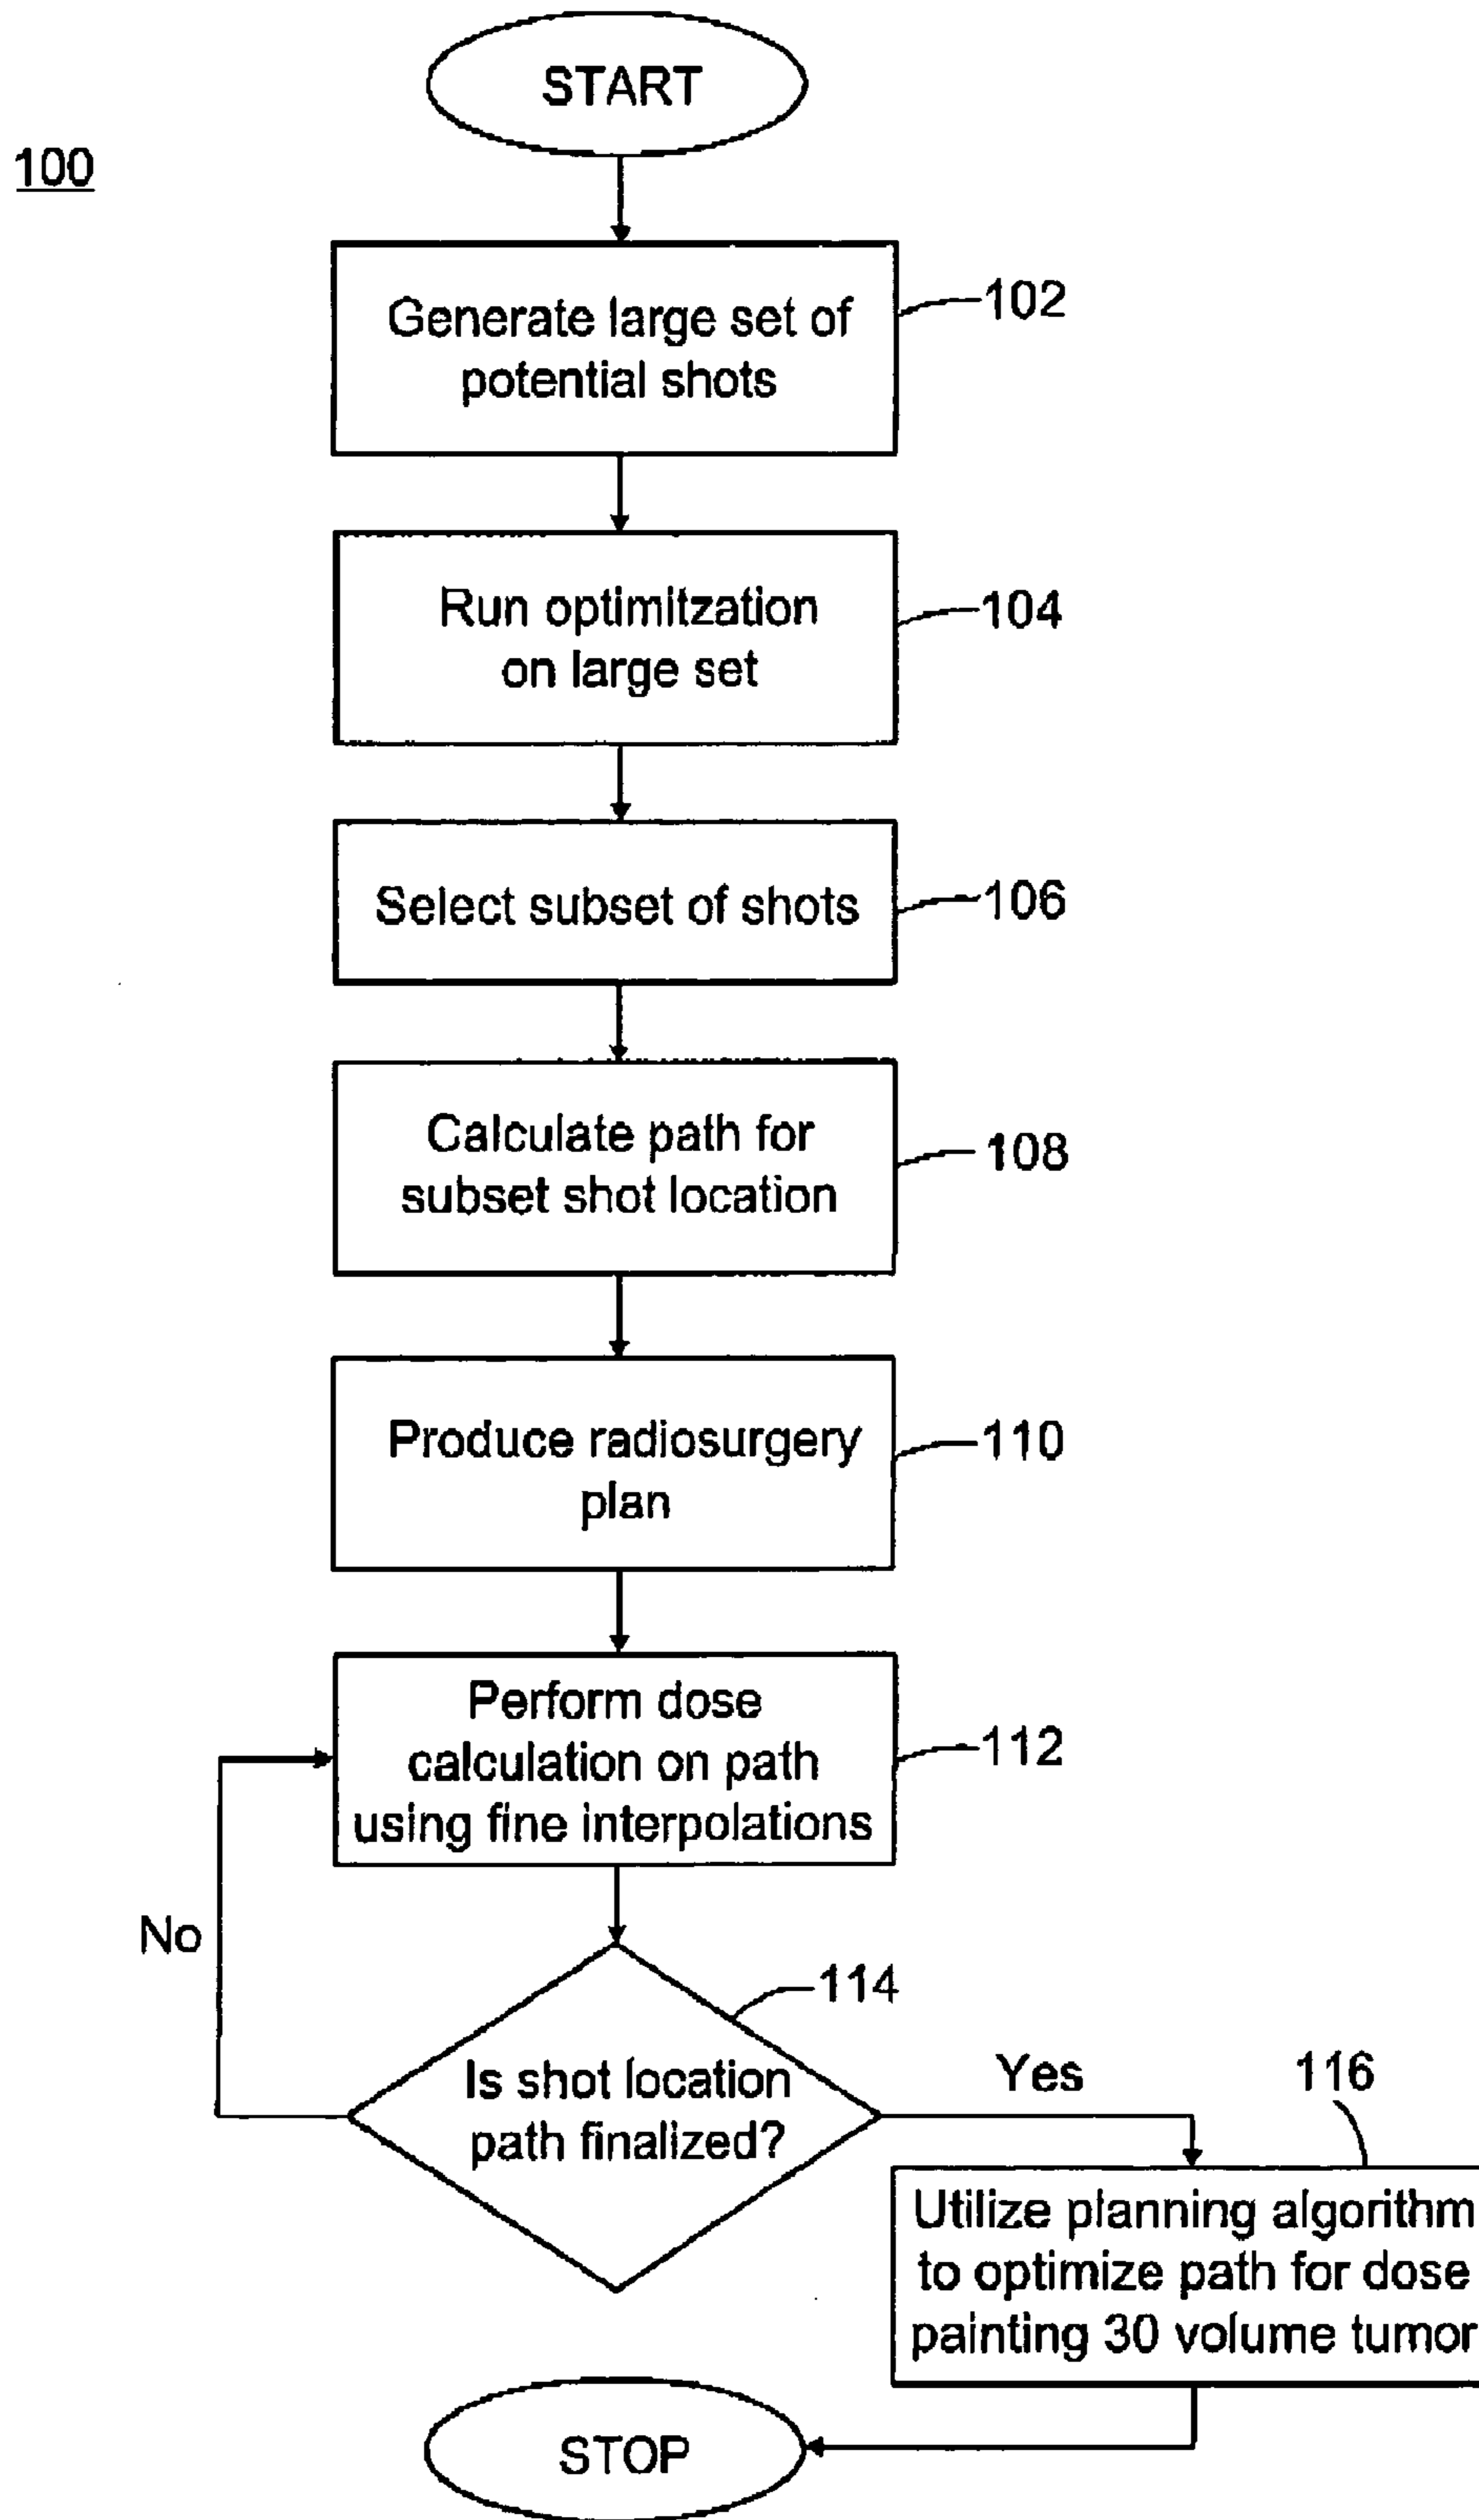 START
100
Generate large set of
potential shots
102
Run optimitzation
on large set
104
Select subset of shots
106
Calculate path for
subset shot location
108
Produce radiosurgery
plan
110
Perform dose
calculation on path
using fine interpolations
112
No
114
Is shot location
path finalized?
Yes
116
Utilize planning algorithm
to optimize path for dose
painting 30 volume tumor
STOP